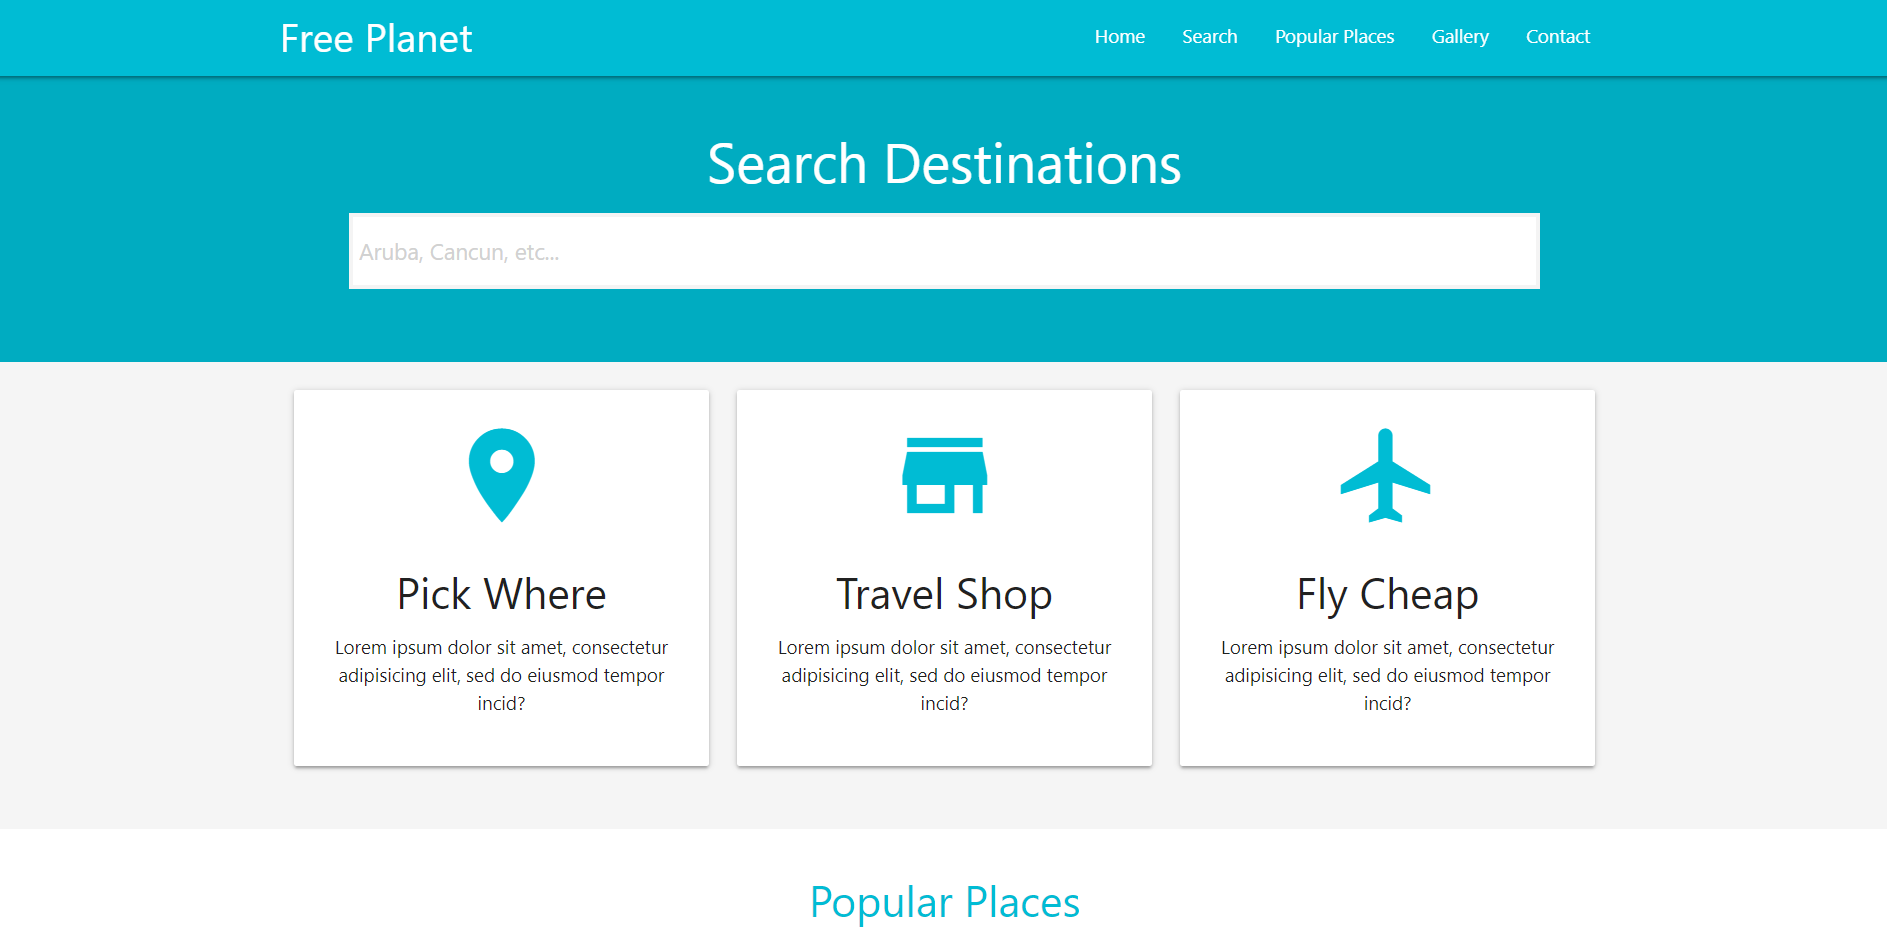 Free Planet
Home Search Popular Places Gallery Contact
Search Destinations
Aruba, Cancun, etc...
Pick Where
Lorem ipsum dolor sit amet, consectetur
adipisicing elit, sed do eiusmod tempor
incid?
Travel Shop
Lorem ipsum dolor sit amet, consectetur
adipisicing elit, sed do eiusmod tempor
incid?
Fly Cheap
Lorem ipsum dolor sit amet, consectetur
adipisicing elit, sed do eiusmod tempor
incid?
Popular Places